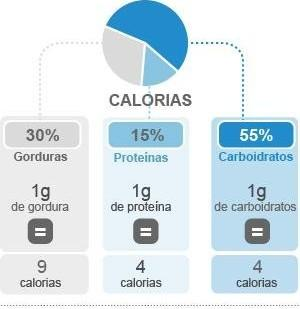 CALORIAS
30%
Gorduras
1g
de gordura
=
9
calorias
15%
Proteínas
1g
de proteína
=
4
calorias
55%
Carboidratos
1g
de carboidratos
=
4
calorias